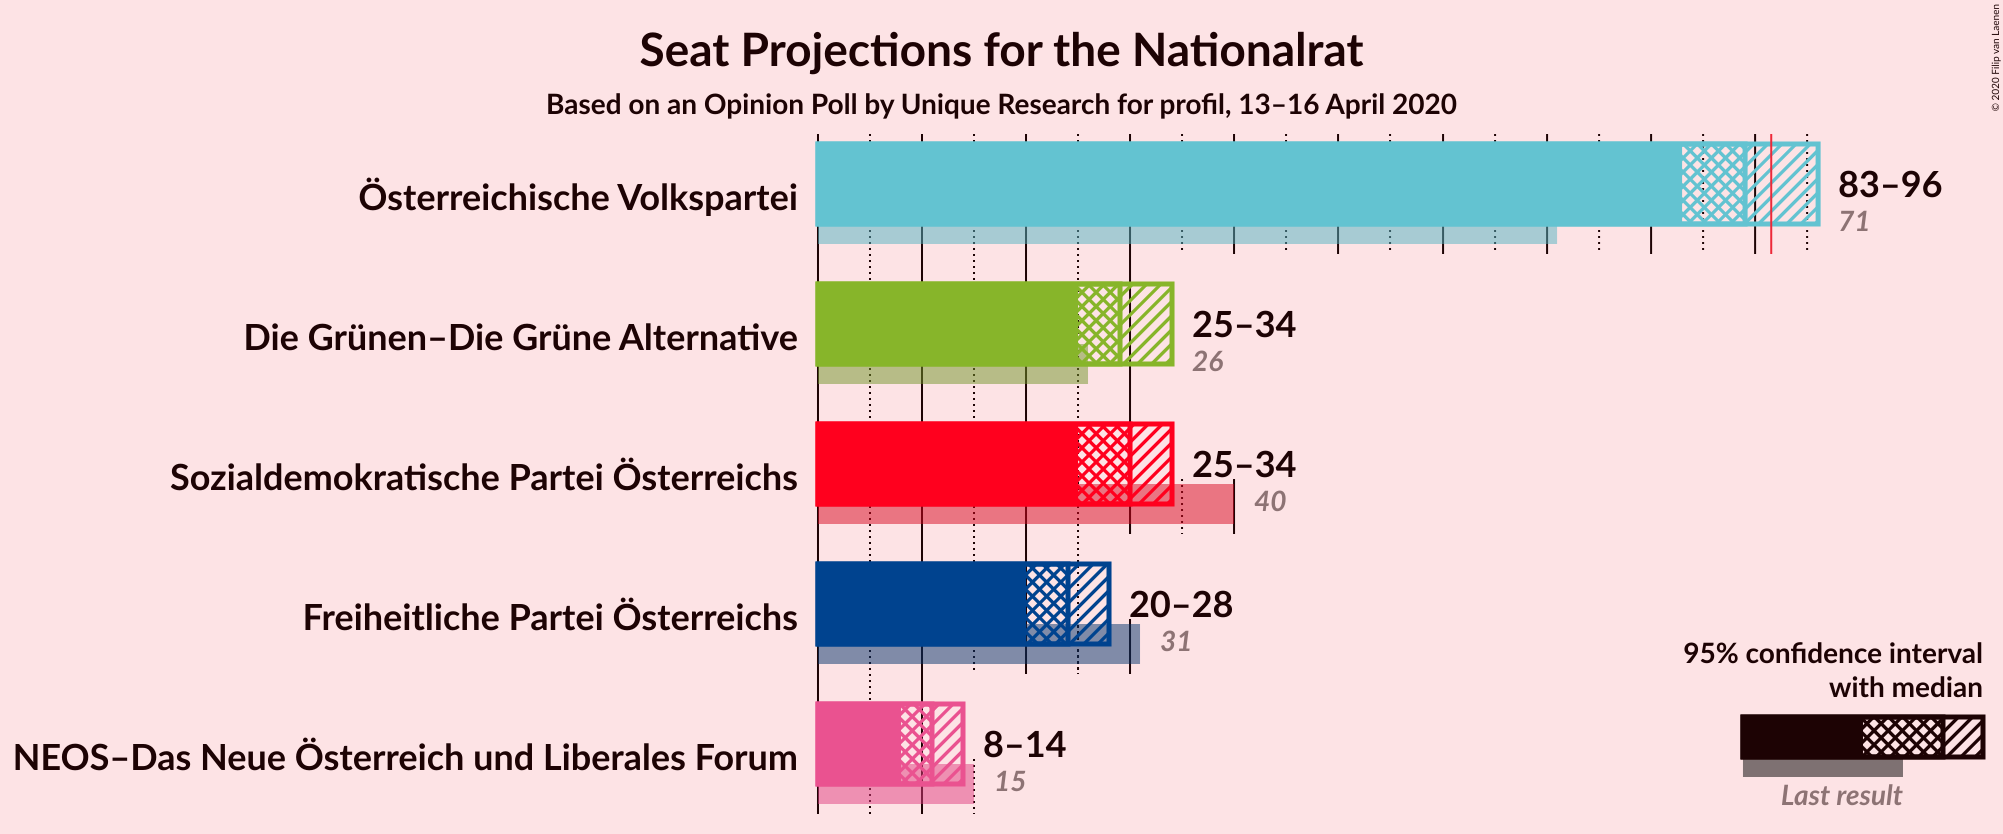 Seat Projections for the Nationalrat
Based on an Opinion Poll by Unique Research for profil, 13–16 April 2020
© 2020 Filip van Laenen
Österreichische Volkspartei
83–96
71
Die Grünen–Die Grüne Alternative
25–34
26
Sozialdemokratische Partei Österreichs
25–34
40
Freiheitliche Partei Österreichs
20–28
31
NEOS–Das Neue Österreich und Liberales Forum
8–14
15
95% confidence interval
with median
Last result